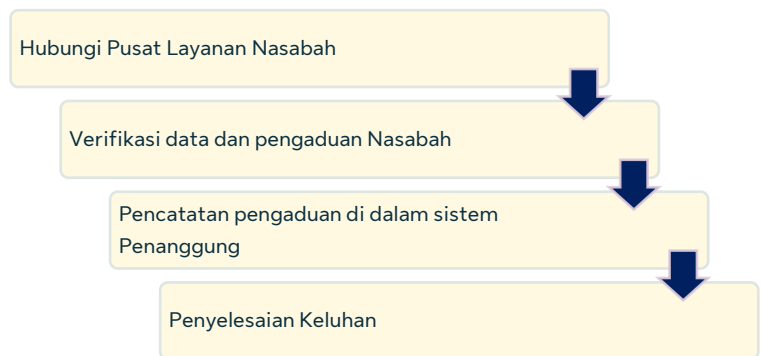 Hubungi Pusat Layanan Nasabah
Verifikasi data dan pengaduan Nasabah
Pencatatan pengaduan di dalam sistem
Penanggung
Penyelesaian Keluhan